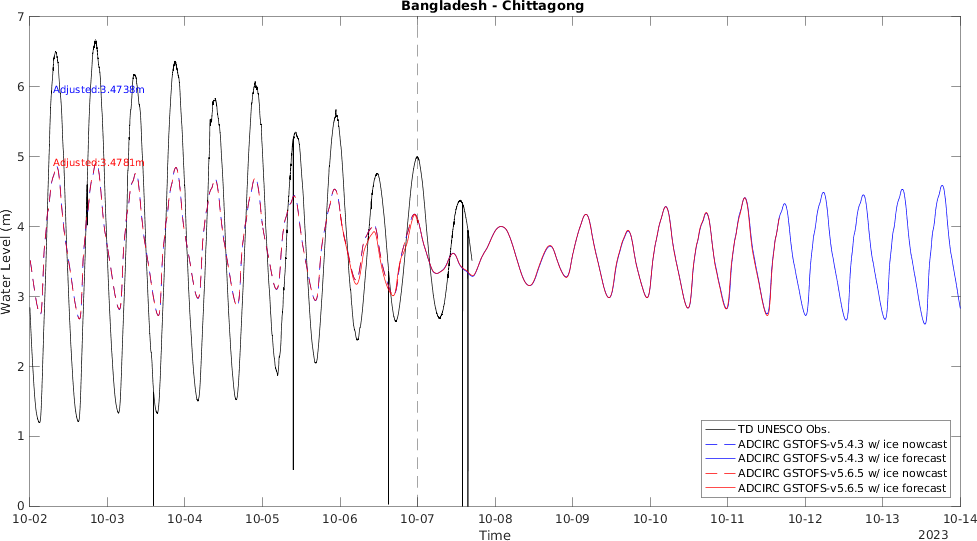 Bangladesh - Chittagong
7
6
5
4
3
2
1
0
Water Level (m)
Adjusted:3.4738m
Adjusted:3.4781m
TD UNESCO Obs.
ADCIRC GSTOFS-v5.4.3 w/ ice nowcast
ADCIRC GSTOFS-v5.4.3 w/ ice forecast
ADCIRC GSTOFS-v5.6.5 w/ ice nowcast
ADCIRC GSTOFS-v5.6.5 w/ ice forecast
10-02 10-03 10-04 10-05 10-06 10-07 10-08 10-09 10-10 10-11 10-12 10-13 10-14
Time
2023